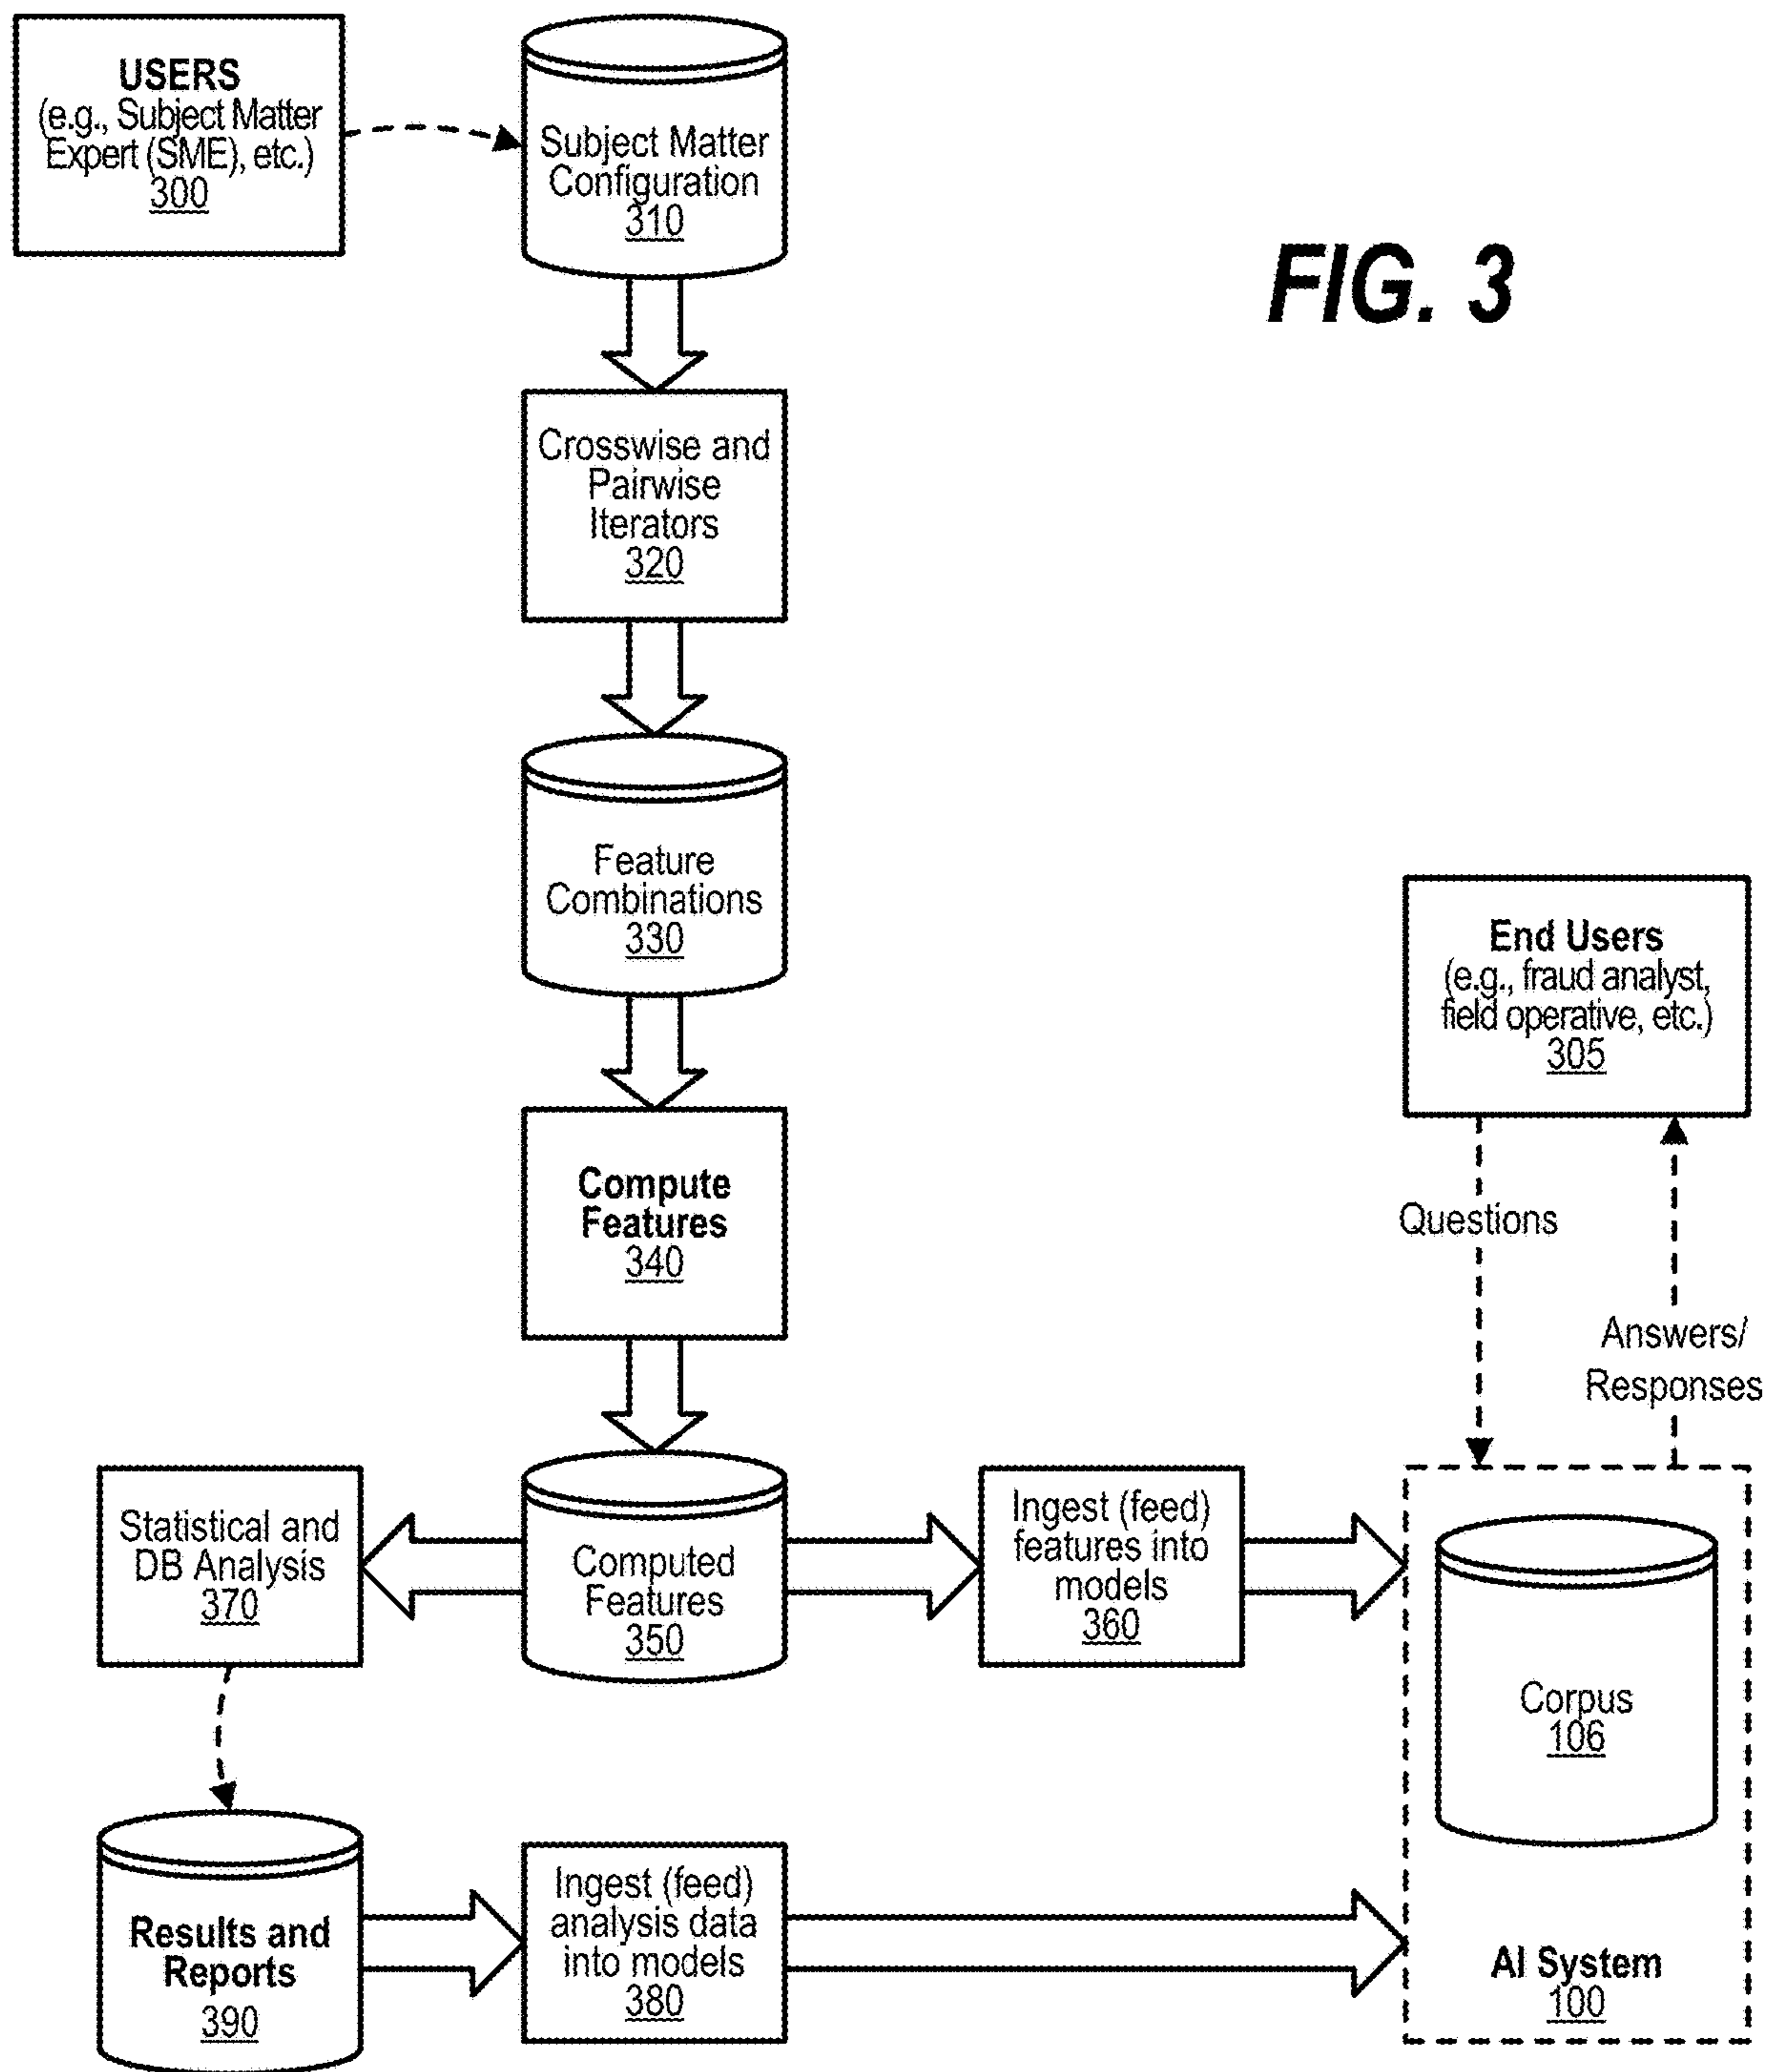 USERS
(e.g., Subject Matter
Expert (SME), etc.)
300
Subject Matter
Configuration
310
FIG. 3
Crosswise and
Pairwise
Iterators
320
Feature
Combinations
330
End Users
(e.g., fraud analyst,
field operative, etc.)
305
Compute
Features
340
Questions
Answers/
Responses
Statistical and
DB Analysis
370
Computed
Features
350
Ingest (feed)
features into
models
360
Corpus
106
Results and
Reports
390
Ingest (feed)
analysis data
into models
380
AI System
100